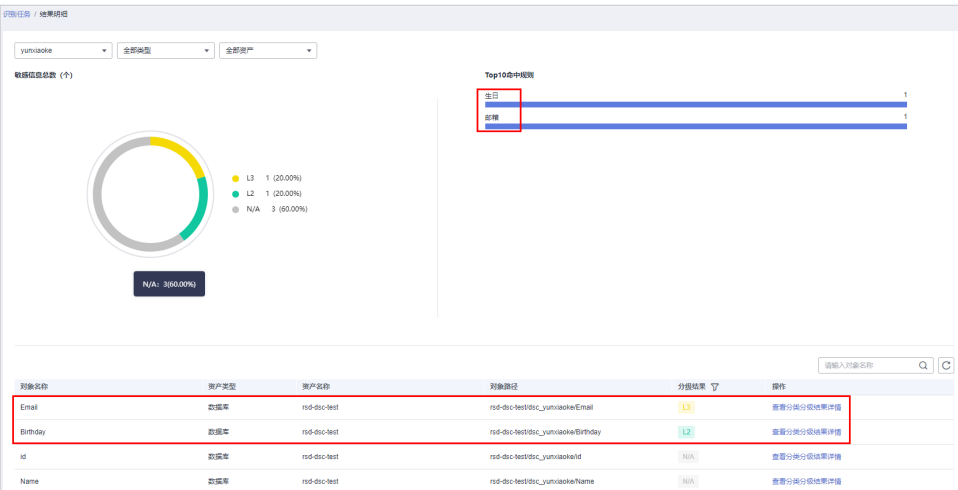 识别任务 / 结果明细
yunxiaoke 全部类型 全部资产
敏感信息总数（个）
L3 1 (20.00%)
L2 1 (20.00%)
N/A 3 (60.00%)
N/A: 3(60.00%)
Top10命中规则
生日 1
邮箱 1
请输入对象名称
对象名称 资产类型 资产名称 对象路径 分级结果 操作
Email 数据库 rsd-dsc-test rsd-dsc-test/dsc_yunxiaoke/Email L3 查看分类分级结果详情
Birthday 数据库 rsd-dsc-test rsd-dsc-test/dsc_yunxiaoke/Birthday L2 查看分类分级结果详情
id 数据库 rsd-dsc-test rsd-dsc-test/dsc_yunxiaoke/id N/A 查看分类分级结果详情
Name 数据库 rsd-dsc-test rsd-dsc-test/dsc_yunxiaoke/Name N/A 查看分类分级结果详情